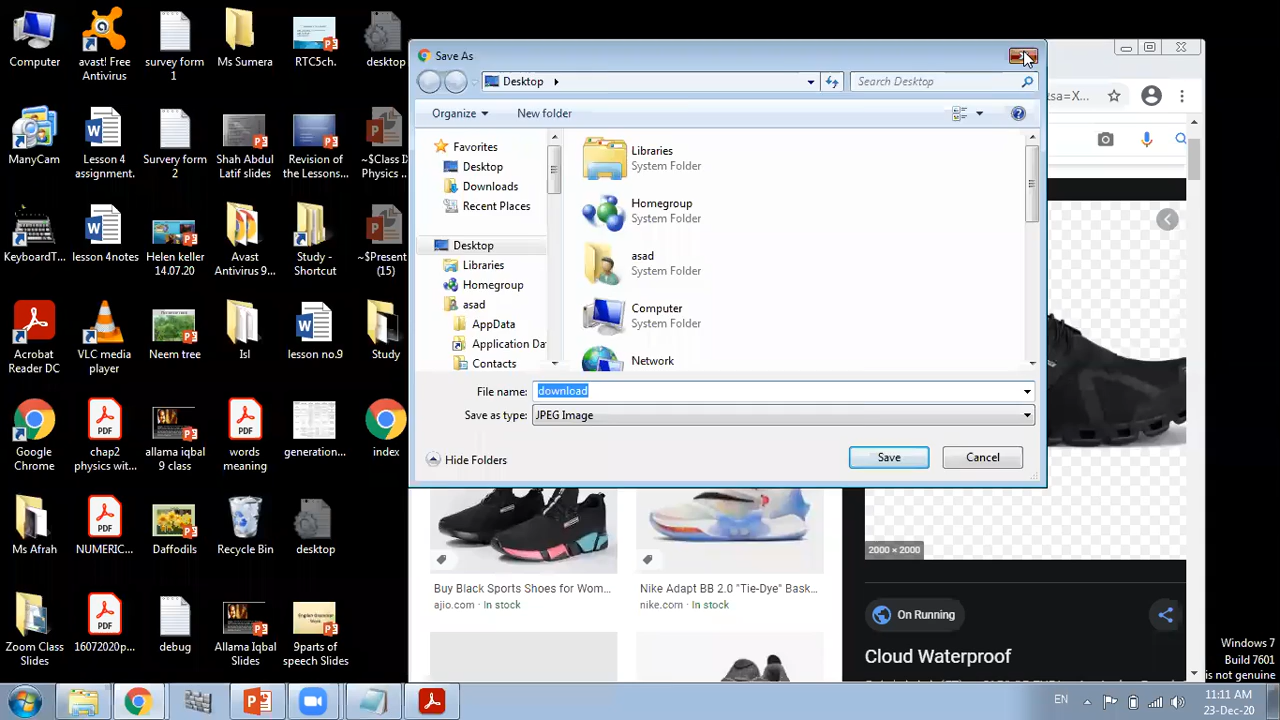 Computer
avast! Free
Antivirus
survey form
1
Ms Sumera
RTC5ch.
desktop
ManyCam
Lesson 4
assignment.
Survery form
2
Shah Abdul
Latif slides
Revision of
the Lessons...
~$Class I
Physics ...
KeyboardT...
lesson 4notes
Helen keller
14.07.20
Avast
Antivirus 9...
Study -
Shortcut
~$Present
(15)
Acrobat
Reader DC
VLC media
player
Neem tree
Isl
lesson no.9
Study
Google
Chrome
chap2
physics wit...
allama iqbal
9 class
words
meaning
generation...
index
Ms Afrah
NUMERIC...
Daffodils
Recycle Bin
desktop
Zoom Class
Slides
16072020p...
debug
Allama Iqbal
Slides
9parts of
speech Slides
Save As
Desktop
Search Desktop
Organize
New folder
Favorites
Desktop
Downloads
Recent Places
Desktop
Libraries
Homegroup
asad
AppData
Application Da
Contacts
Libraries
System Folder
Homegroup
System Folder
asad
System Folder
Computer
System Folder
Network
File name:
download
Save as type:
JPEG Image
Hide Folders
Save
Cancel
tsa=X...
2000 × 2000
Buy Black Sports Shoes for Wom...
ajio.com · In stock
Nike Adapt BB 2.0 "Tie-Dye" Bask...
nike.com · In stock
On Running
Cloud Waterproof
Windows 7
Build 7601
is not genuine
EN
11:11 AM
23-Dec-20